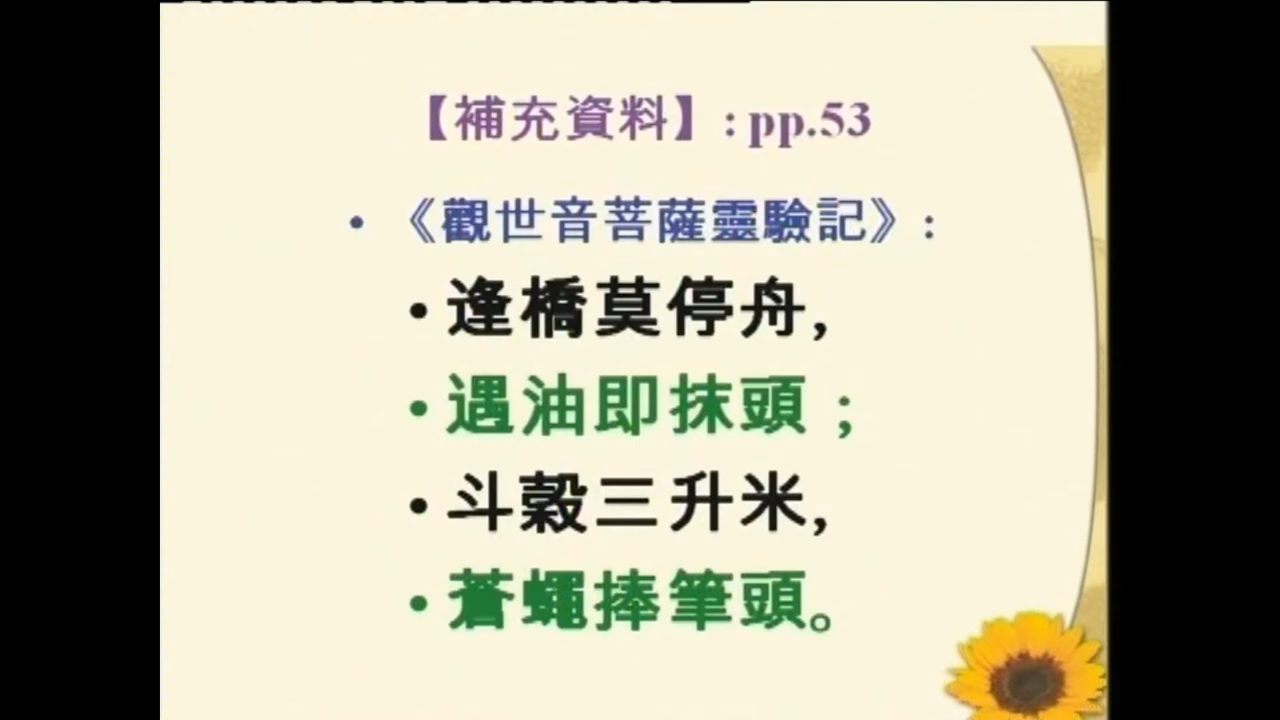 【補充資料】: pp.53
• 《觀世音菩薩靈驗記》:
• 逢橋莫停舟,
• 遇油即抹頭；
• 斗穀三升米,
• 蒼蠅捧筆頭。